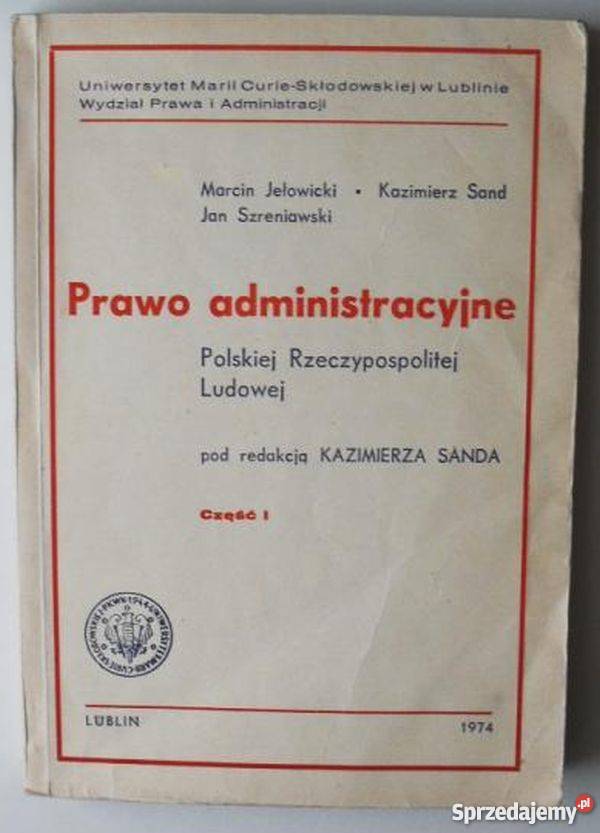 Uniwersytet Marii Curie-Skłodowskiej w Lublinie
Wydział Prawa i Administracji
Marcin Jełowicki • Kazimierz Sand
Jan Szreniawski
Prawo administracyjne
Polskiej Rzeczypospolitej
Ludowej
pod redakcją KAZIMIERZA SANDA
Część I
LUBLIN 1974
Sprzedajemy.pl